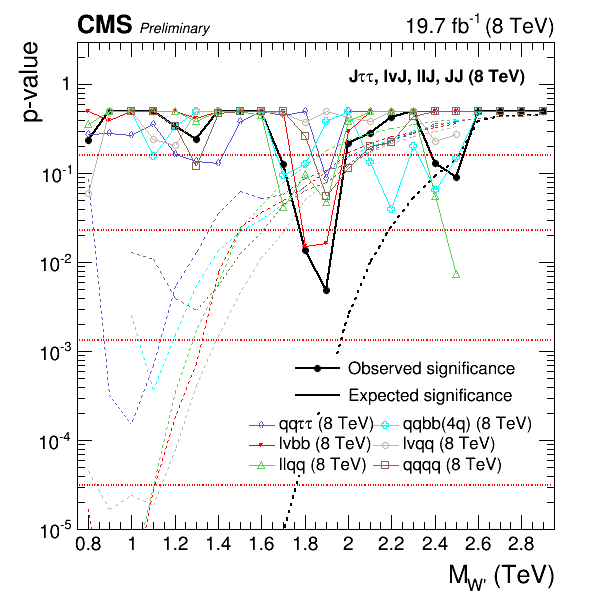 CMS Preliminary 19.7 fb⁻¹ (8 TeV)
p-value
Jττ, lνJ, llJ, JJ (8 TeV)
1
10⁻¹
10⁻²
10⁻³
10⁻⁴
10⁻⁵
Observed significance
Expected significance
qqττ (8 TeV) qqbb(4q) (8 TeV)
lνbb (8 TeV) lνqq (8 TeV)
llqq (8 TeV) qqqq (8 TeV)
0.8 1 1.2 1.4 1.6 1.8 2 2.2 2.4 2.6 2.8
M_W' (TeV)